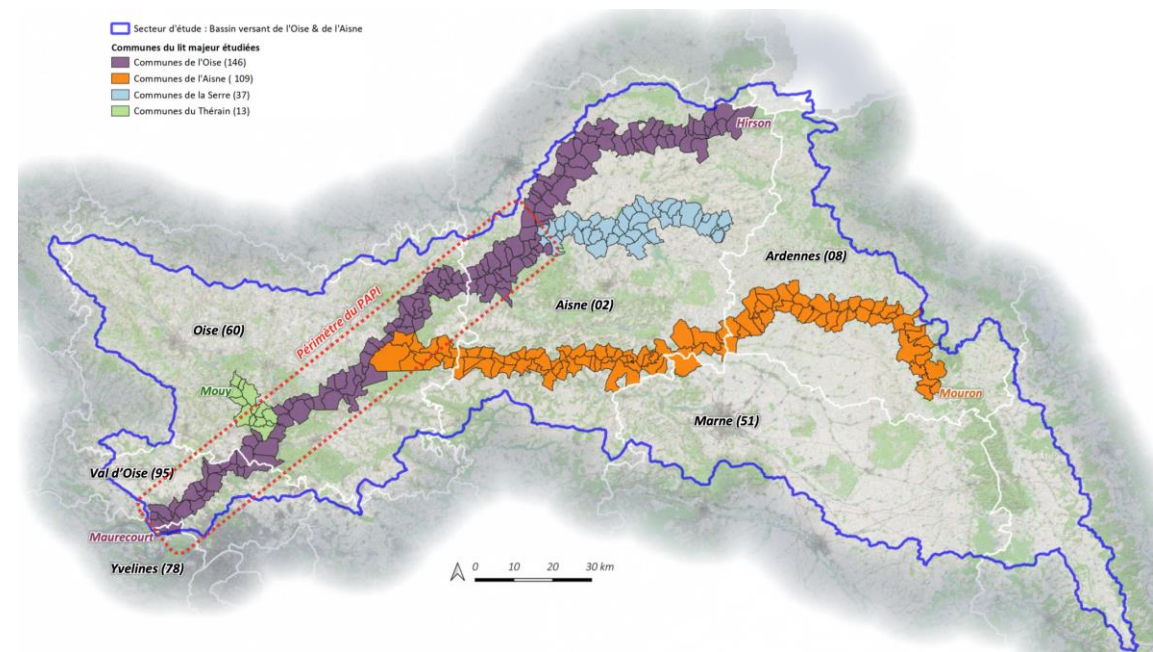 Secteur d'étude : Bassin versant de l'Oise & de l'Aisne
Communes du lit majeur étudiées
Communes de l'Oise (146)
Communes de l'Aisne ( 109)
Communes de la Serre (37)
Communes du Thérain (13)
Hirson
Ardennes (08)
Périmètre du PAPI
Aisne (02)
Oise (60)
Mouy
Mouron
Marne (51)
Val d'Oise (95)
Maurecourt
Yvelines (78)
0 10 20 30 km